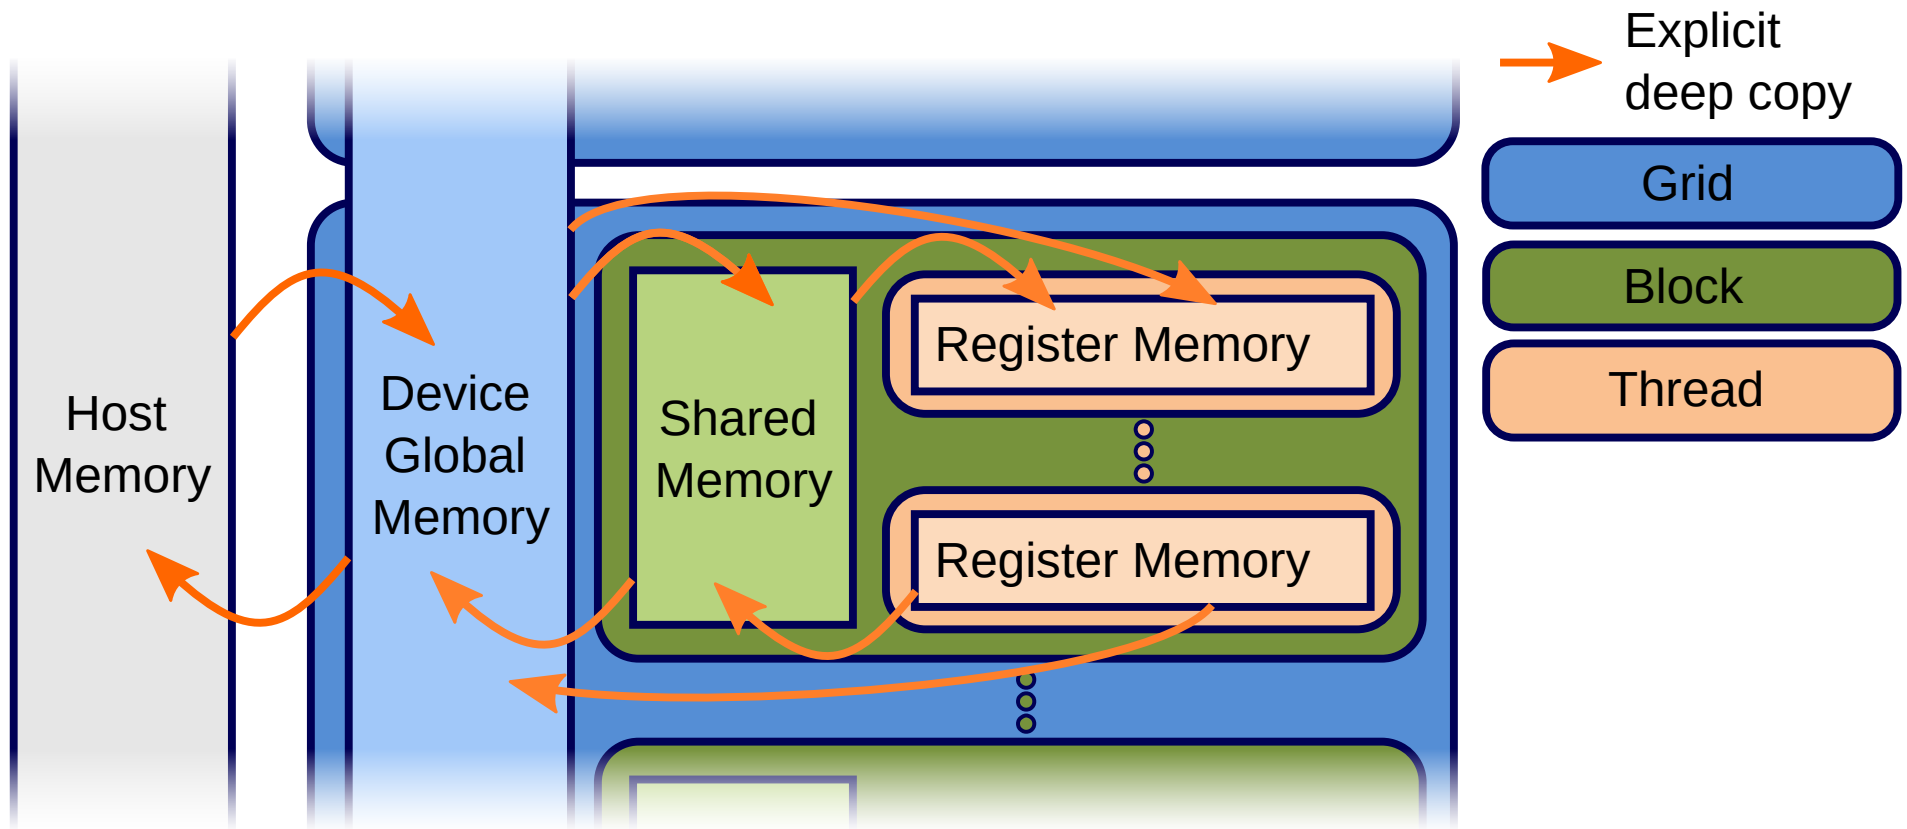 Explicit
deep copy
Grid
Block
Thread
Host
Memory
Device
Global
Memory
Shared
Memory
Register Memory
Register Memory